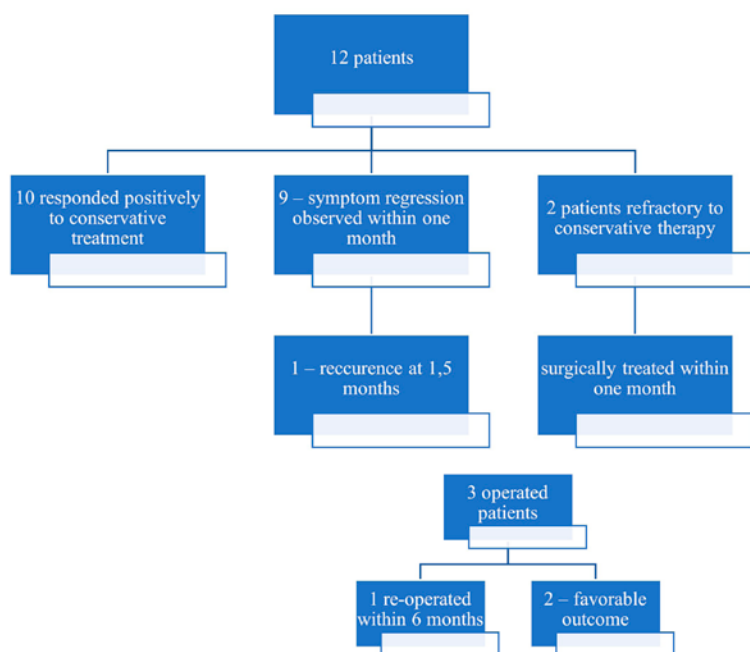 12 patients
10 responded positively
to conservative
treatment
9 – symptom regression
observed within one
month
2 patients refractory to
conservative therapy
1 – reccurence at 1,5
months
surgically treated within
one month
3 operated
patients
1 re-operated
within 6 months
2 – favorable
outcome